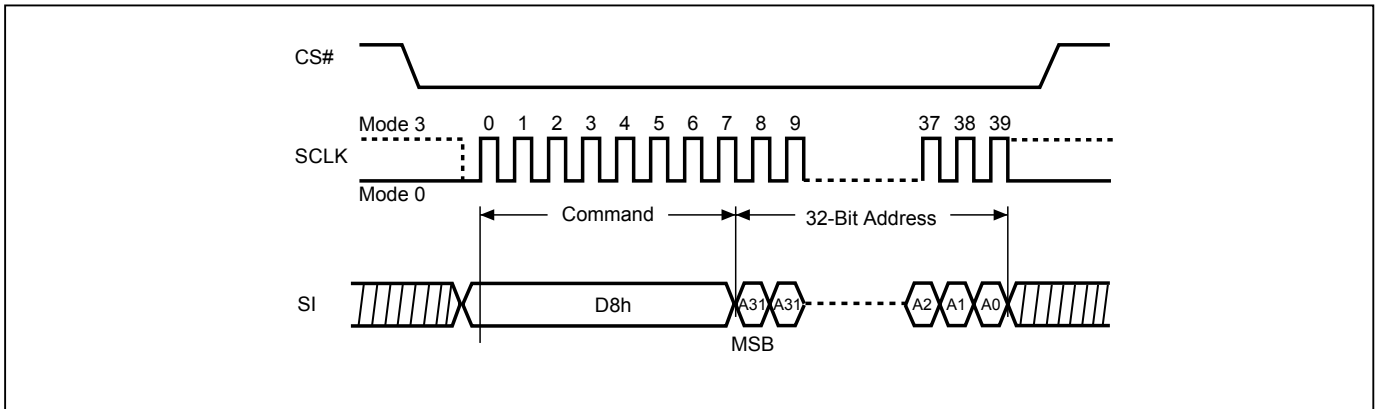 CS#
Mode 3
0 1 2 3 4 5 6 7 8 9 37 38 39
SCLK
Mode 0
Command
32-Bit Address
SI
D8h
A31 A31 A2 A1 A0
MSB